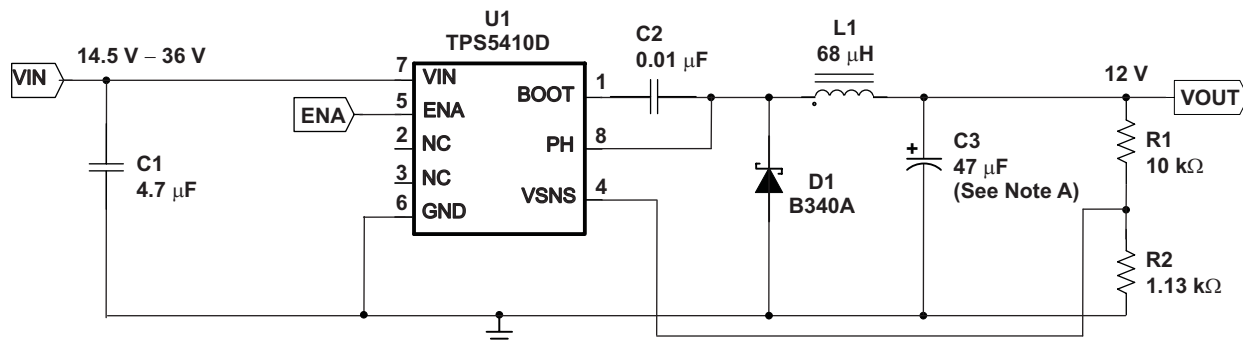 U1
TPS5410D
C2
0.01 μF
L1
68 μH
14.5 V – 36 V
12 V
VIN
7
VIN
ENA
5
ENA
2
NC
3
NC
6
GND
BOOT
1
PH
8
VSNS
4
VOUT
C1
4.7 μF
D1
B340A
+
C3
47 μF
(See Note A)
R1
10 kΩ
R2
1.13 kΩ